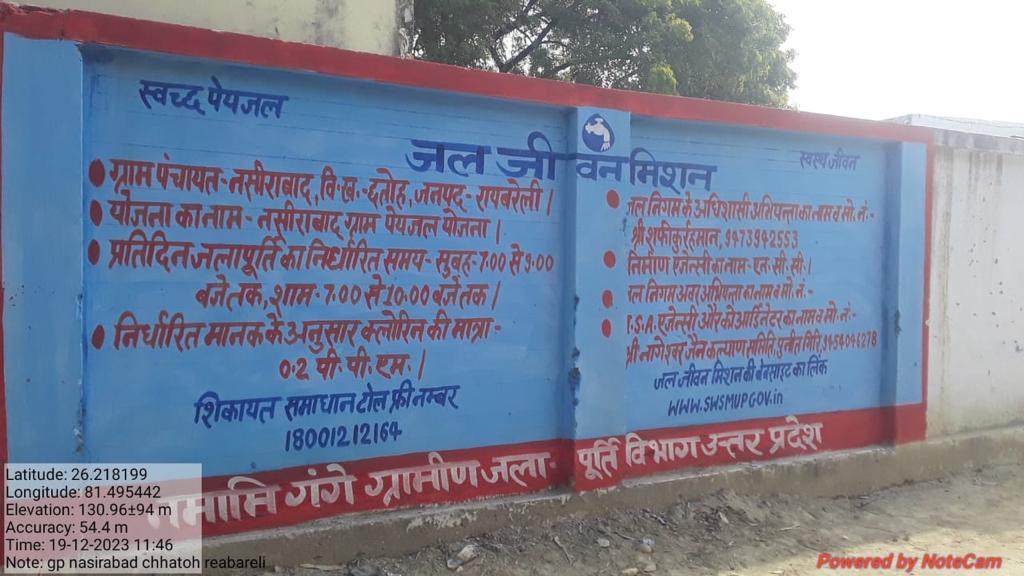 स्वच्द पेयजल
जल जीवन मिशन
स्वस्थ जीवन
ग्राम पंचायत-नसीराबाद, वि.ख.-छतोह, जनपद-रायबरेली।
योजना का नाम - नसीराबाद ग्राम पेयजल योजना।
प्रतिदिन जलापूर्ति का निर्धारित समय- सुबह-7:00 से 9:00
बजे तक, शाम-7:00 से 10:00 बजे तक।
निर्धारित मानक के अनुसार क्लोरिन की मात्रा-
0.2 पी.पी.एम.।
शिकायत समाधान टोल फ्री नम्बर
18001212164
जल निगम के अधिशासी अभियन्ता का नाम व मो. नं:-
श्री शफीकुर्रहमान, 9473942553
निर्माण एजेन्सी का नाम- एन. सी. सी.।
जल निगम अवर अभियन्ता का नाम व मो. नं:-
I.S.A. एजेन्सी और कोआर्डिनेटर का नाम व मो. नं:-
श्री नागेश्वर जैन कल्याण समिति, पुनीत गिरि
जल जीवन मिशन की बेबसाइट का लिंक
WWW.SWSMUPGOV.in
नमामि गंगे ग्रामीण जला-पूर्ति विभाग उत्तर प्रदेश
Latitude: 26.218199
Longitude: 81.495442
Elevation: 130.96±94 m
Accuracy: 54.4 m
Time: 19-12-2023 11:46
Note: gp nasirabad chhatoh reabareli
Powered by NoteCam